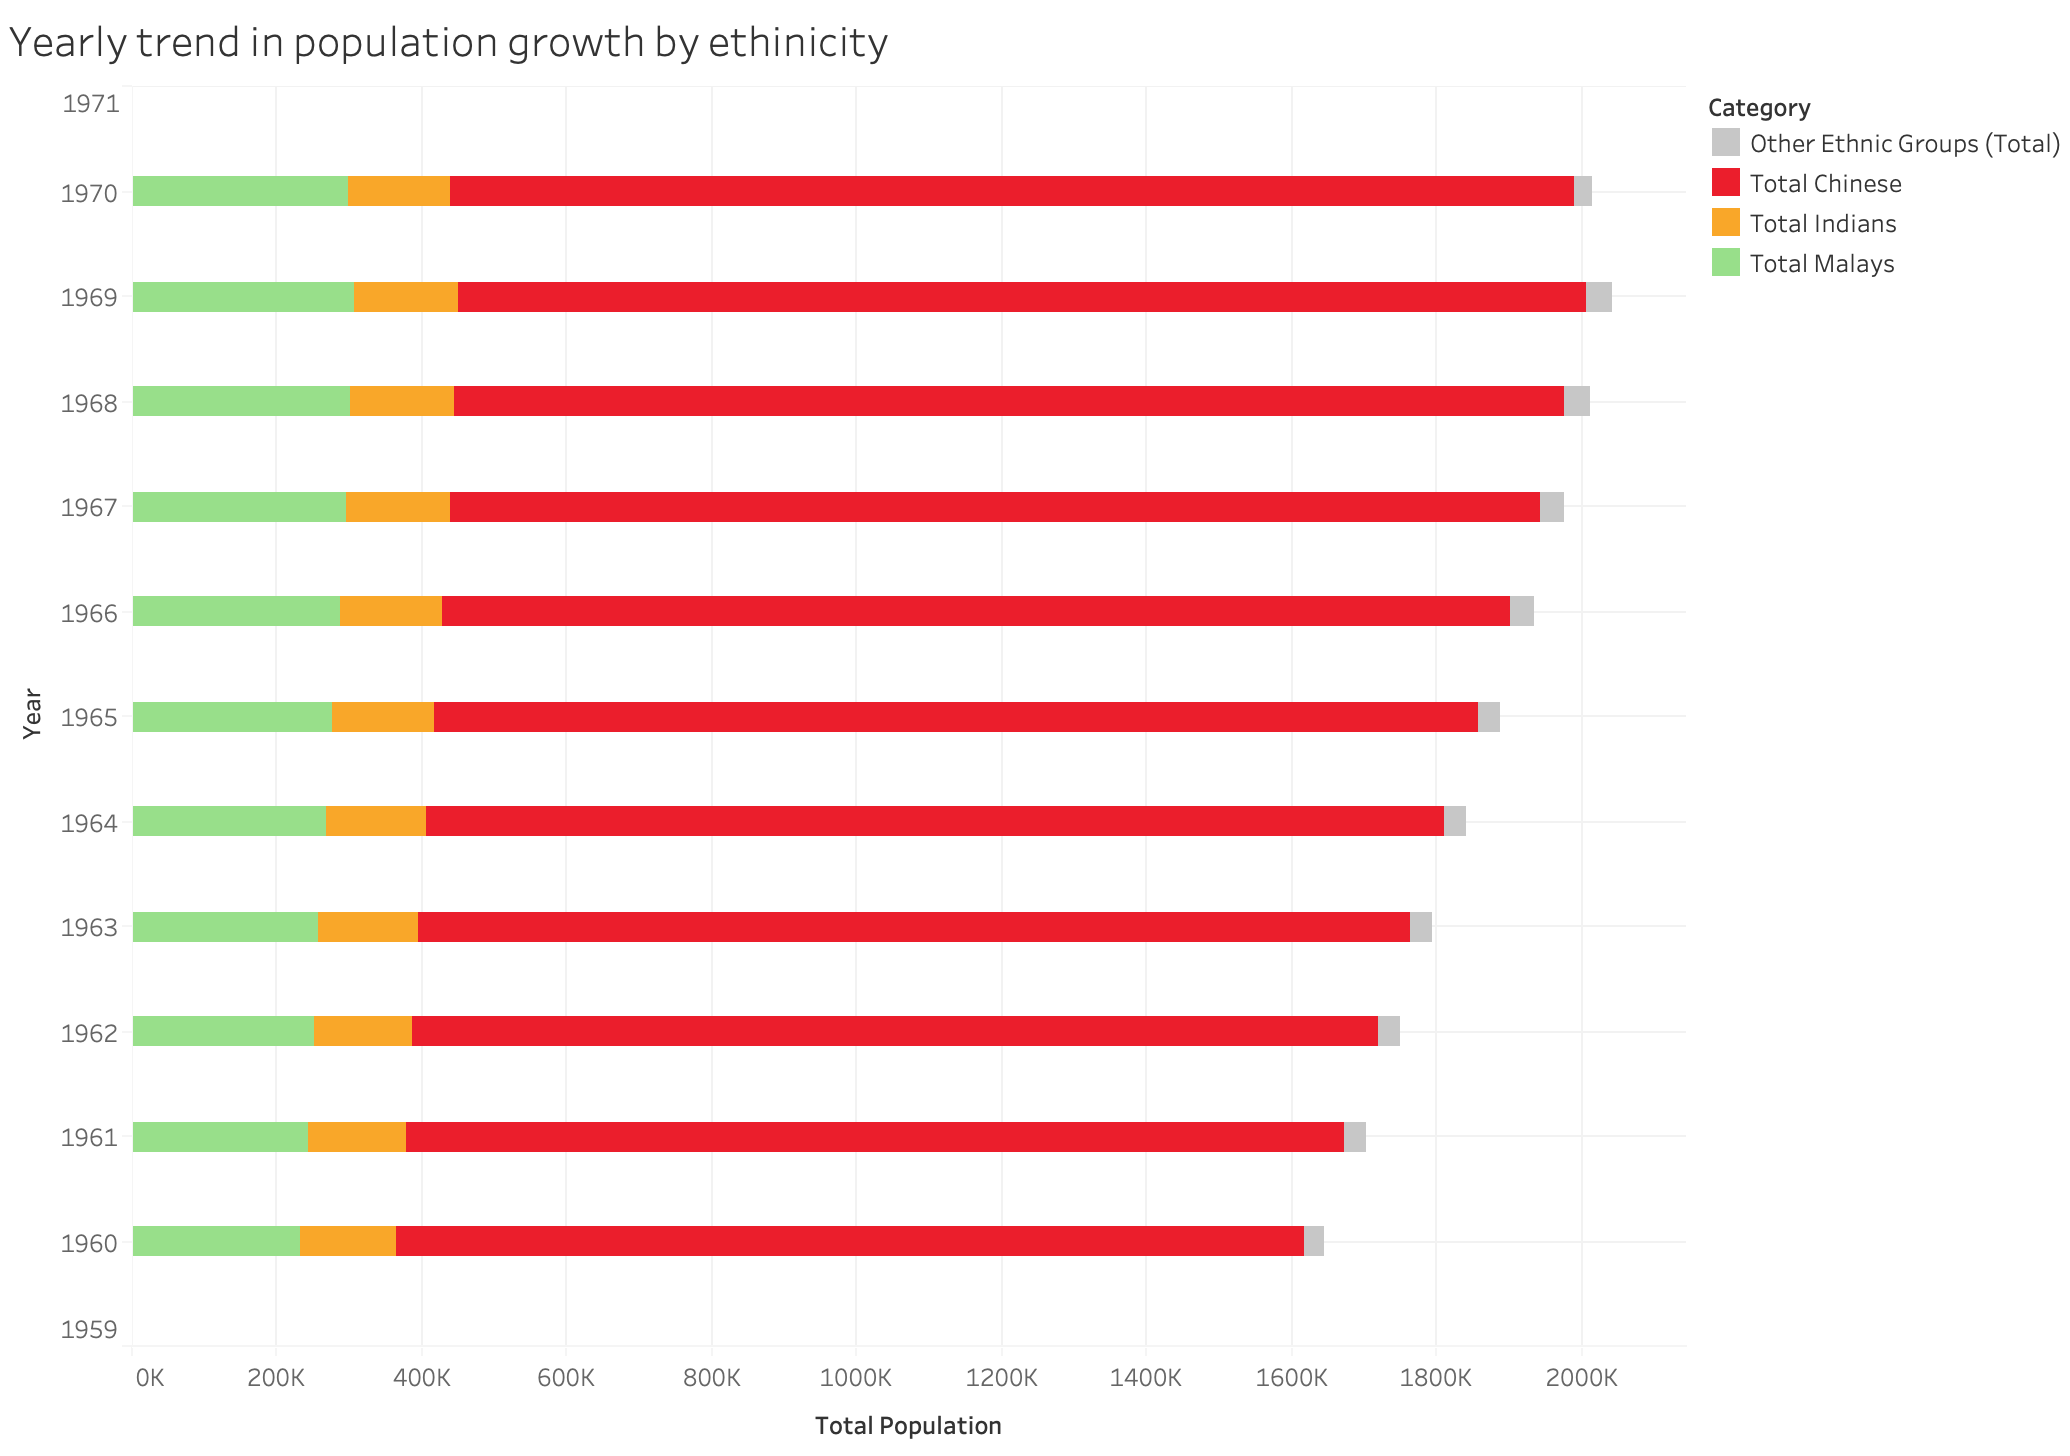 Yearly trend in population growth by ethinicity
Category
Other Ethnic Groups (Total)
Total Chinese
Total Indians
Total Malays
Year
1971
1970
1969
1968
1967
1966
1965
1964
1963
1962
1961
1960
1959
0K 200K 400K 600K 800K 1000K 1200K 1400K 1600K 1800K 2000K
Total Population